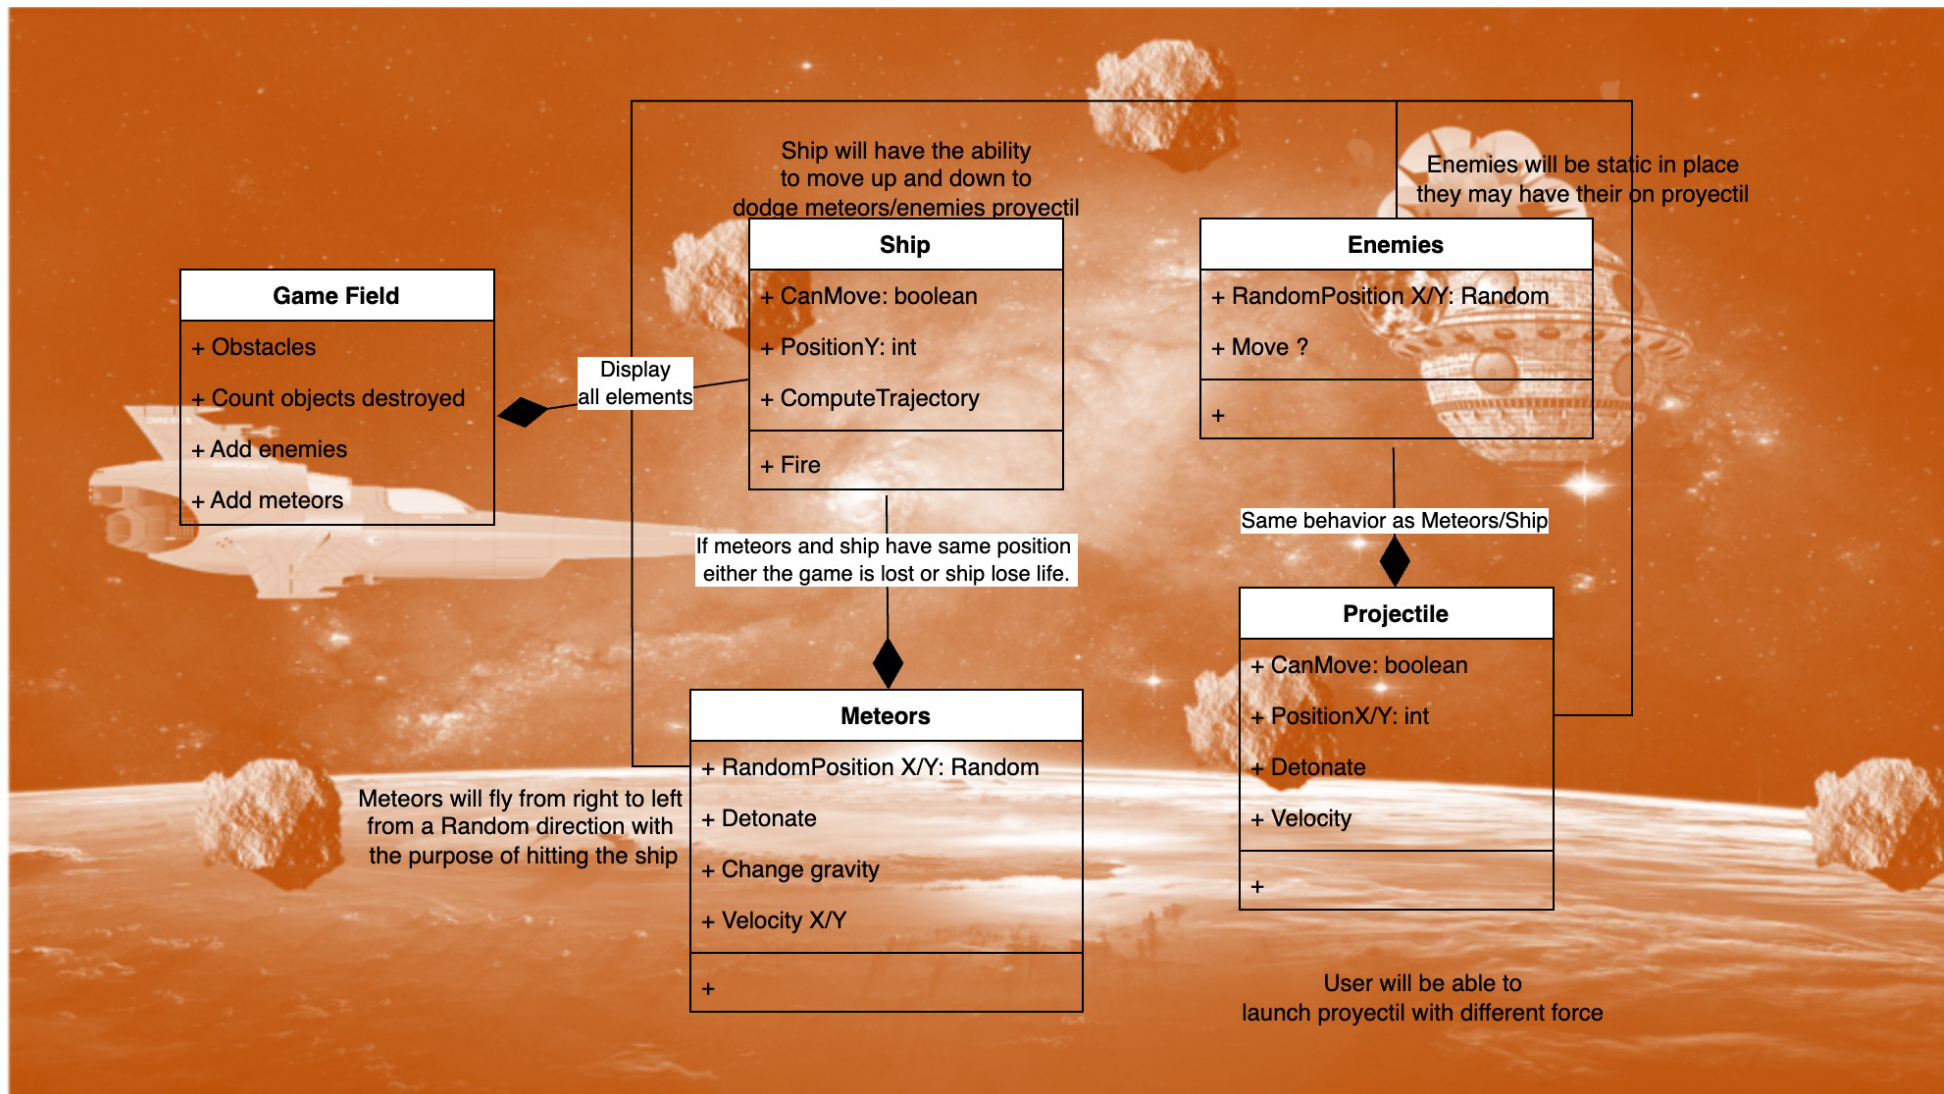 Ship will have the ability
to move up and down to
dodge meteors/enemies proyectil
Enemies will be static in place
they may have their on proyectil
Game Field
+ Obstacles
+ Count objects destroyed
+ Add enemies
+ Add meteors
Display
all elements
Ship
+ CanMove: boolean
+ PositionY: int
+ ComputeTrajectory
+ Fire
Enemies
+ RandomPosition X/Y: Random
+ Move ?
+
If meteors and ship have same position
either the game is lost or ship lose life.
Same behavior as Meteors/Ship
Meteors
+ RandomPosition X/Y: Random
+ Detonate
+ Change gravity
+ Velocity X/Y
+
Meteors will fly from right to left
from a Random direction with
the purpose of hitting the ship
Projectile
+ CanMove: boolean
+ PositionX/Y: int
+ Detonate
+ Velocity
+
User will be able to
launch proyectil with different force